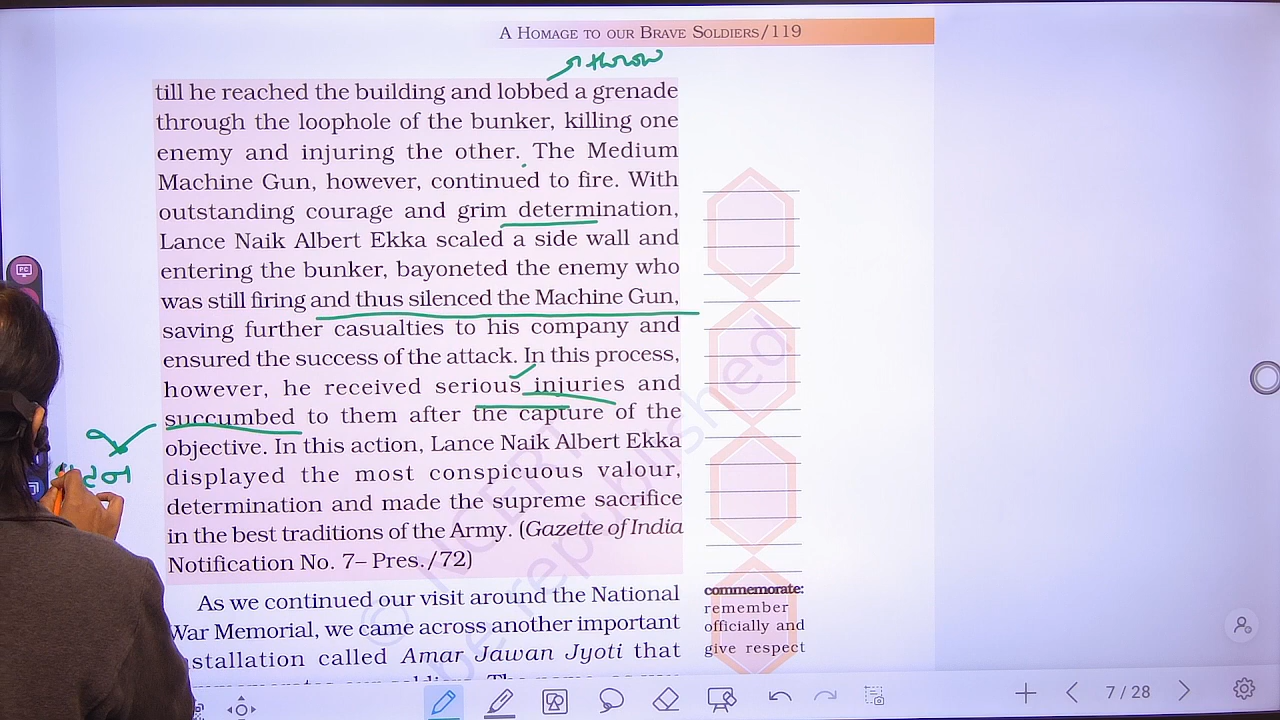 A HOMAGE TO OUR BRAVE SOLDIERS/119
throw
till he reached the building and lobbed a grenade
through the loophole of the bunker, killing one
enemy and injuring the other. The Medium
Machine Gun, however, continued to fire. With
outstanding courage and grim determination,
Lance Naik Albert Ekka scaled a side wall and
entering the bunker, bayoneted the enemy who
was still firing and thus silenced the Machine Gun,
saving further casualties to his company and
ensured the success of the attack. In this process,
however, he received serious injuries and
succumbed to them after the capture of the
objective. In this action, Lance Naik Albert Ekka
displayed the most conspicuous valour,
determination and made the supreme sacrifice
in the best traditions of the Army. (Gazette of India
Notification No. 7– Pres./72)
As we continued our visit around the National
War Memorial, we came across another important
installation called Amar Jawan Jyoti that
commemorate:
remember
officially and
give respect
republished
PC
7 / 28